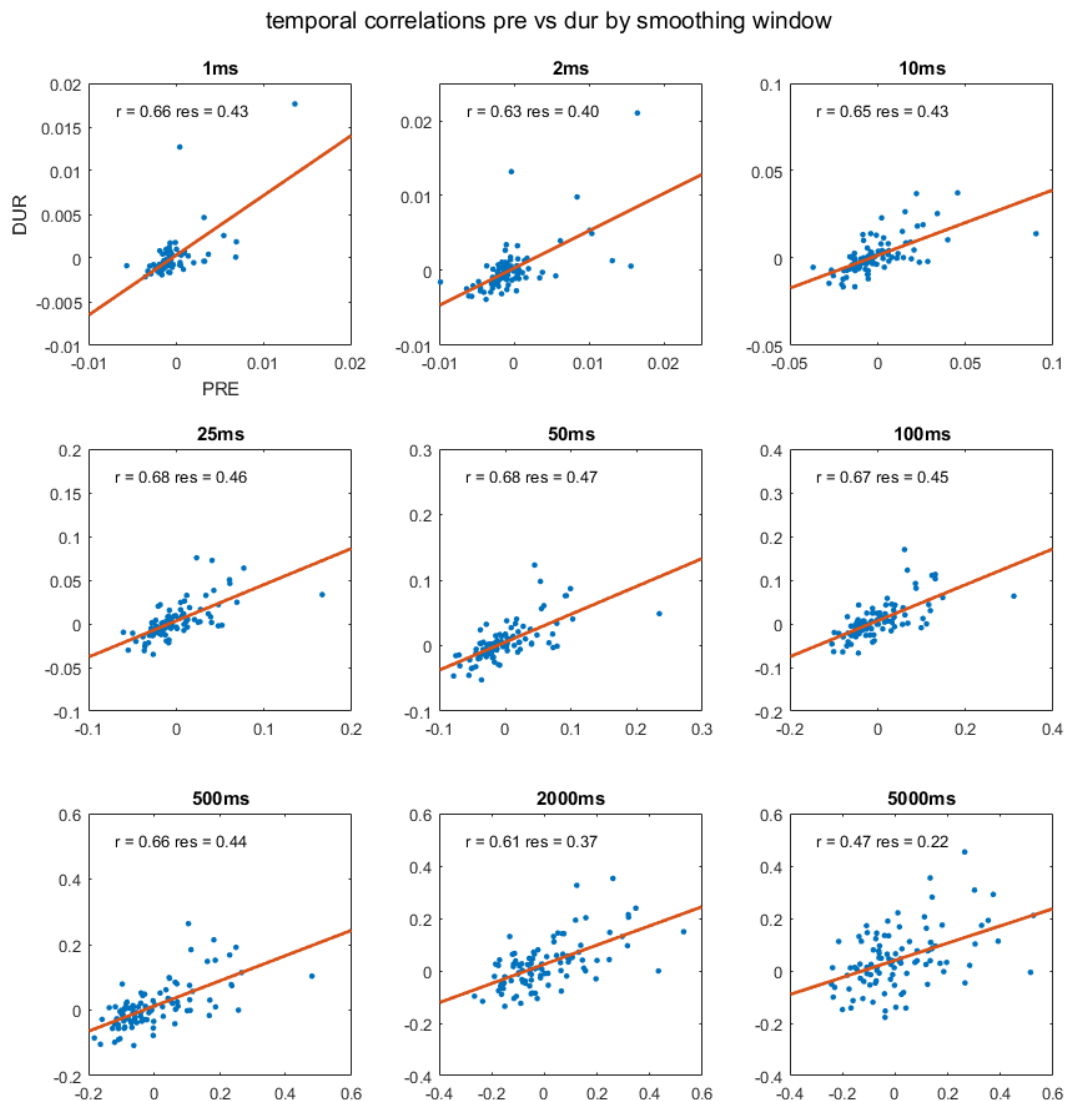 temporal correlations pre vs dur by smoothing window
1ms
r = 0.66 res = 0.43
0.02
0.015
0.01
0.005
0
-0.005
-0.01
DUR
-0.01 0 0.01 0.02
PRE
2ms
r = 0.63 res = 0.40
0.02
0.01
0
-0.01
-0.01 0 0.01 0.02
10ms
r = 0.65 res = 0.43
0.1
0.05
0
-0.05
-0.05 0 0.05 0.1
25ms
r = 0.68 res = 0.46
0.2
0.15
0.1
0.05
0
-0.05
-0.1
-0.1 0 0.1 0.2
50ms
r = 0.68 res = 0.47
0.3
0.2
0.1
0
-0.1
-0.1 0 0.1 0.2 0.3
100ms
r = 0.67 res = 0.45
0.4
0.3
0.2
0.1
0
-0.1
-0.2
-0.2 0 0.2 0.4
500ms
r = 0.66 res = 0.44
0.6
0.4
0.2
0
-0.2
-0.2 0 0.2 0.4 0.6
2000ms
r = 0.61 res = 0.37
0.6
0.4
0.2
0
-0.2
-0.4
-0.4 -0.2 0 0.2 0.4 0.6
5000ms
r = 0.47 res = 0.22
0.6
0.4
0.2
0
-0.2
-0.4
-0.4 -0.2 0 0.2 0.4 0.6